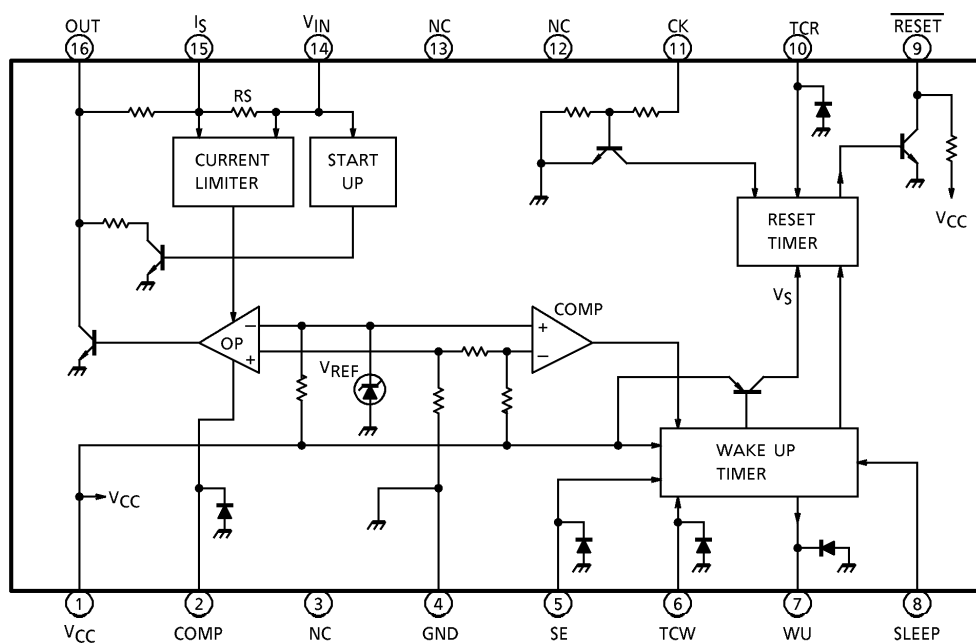 OUT IS VIN NC NC CK TCR RESET
16 15 14 13 12 11 10 9
RS
CURRENT
LIMITER
START
UP
RESET
TIMER
VCC
VS
COMP
− OP +
+ −
VREF
WAKE UP
TIMER
VCC
1 2 3 4 5 6 7 8
VCC COMP NC GND SE TCW WU SLEEP